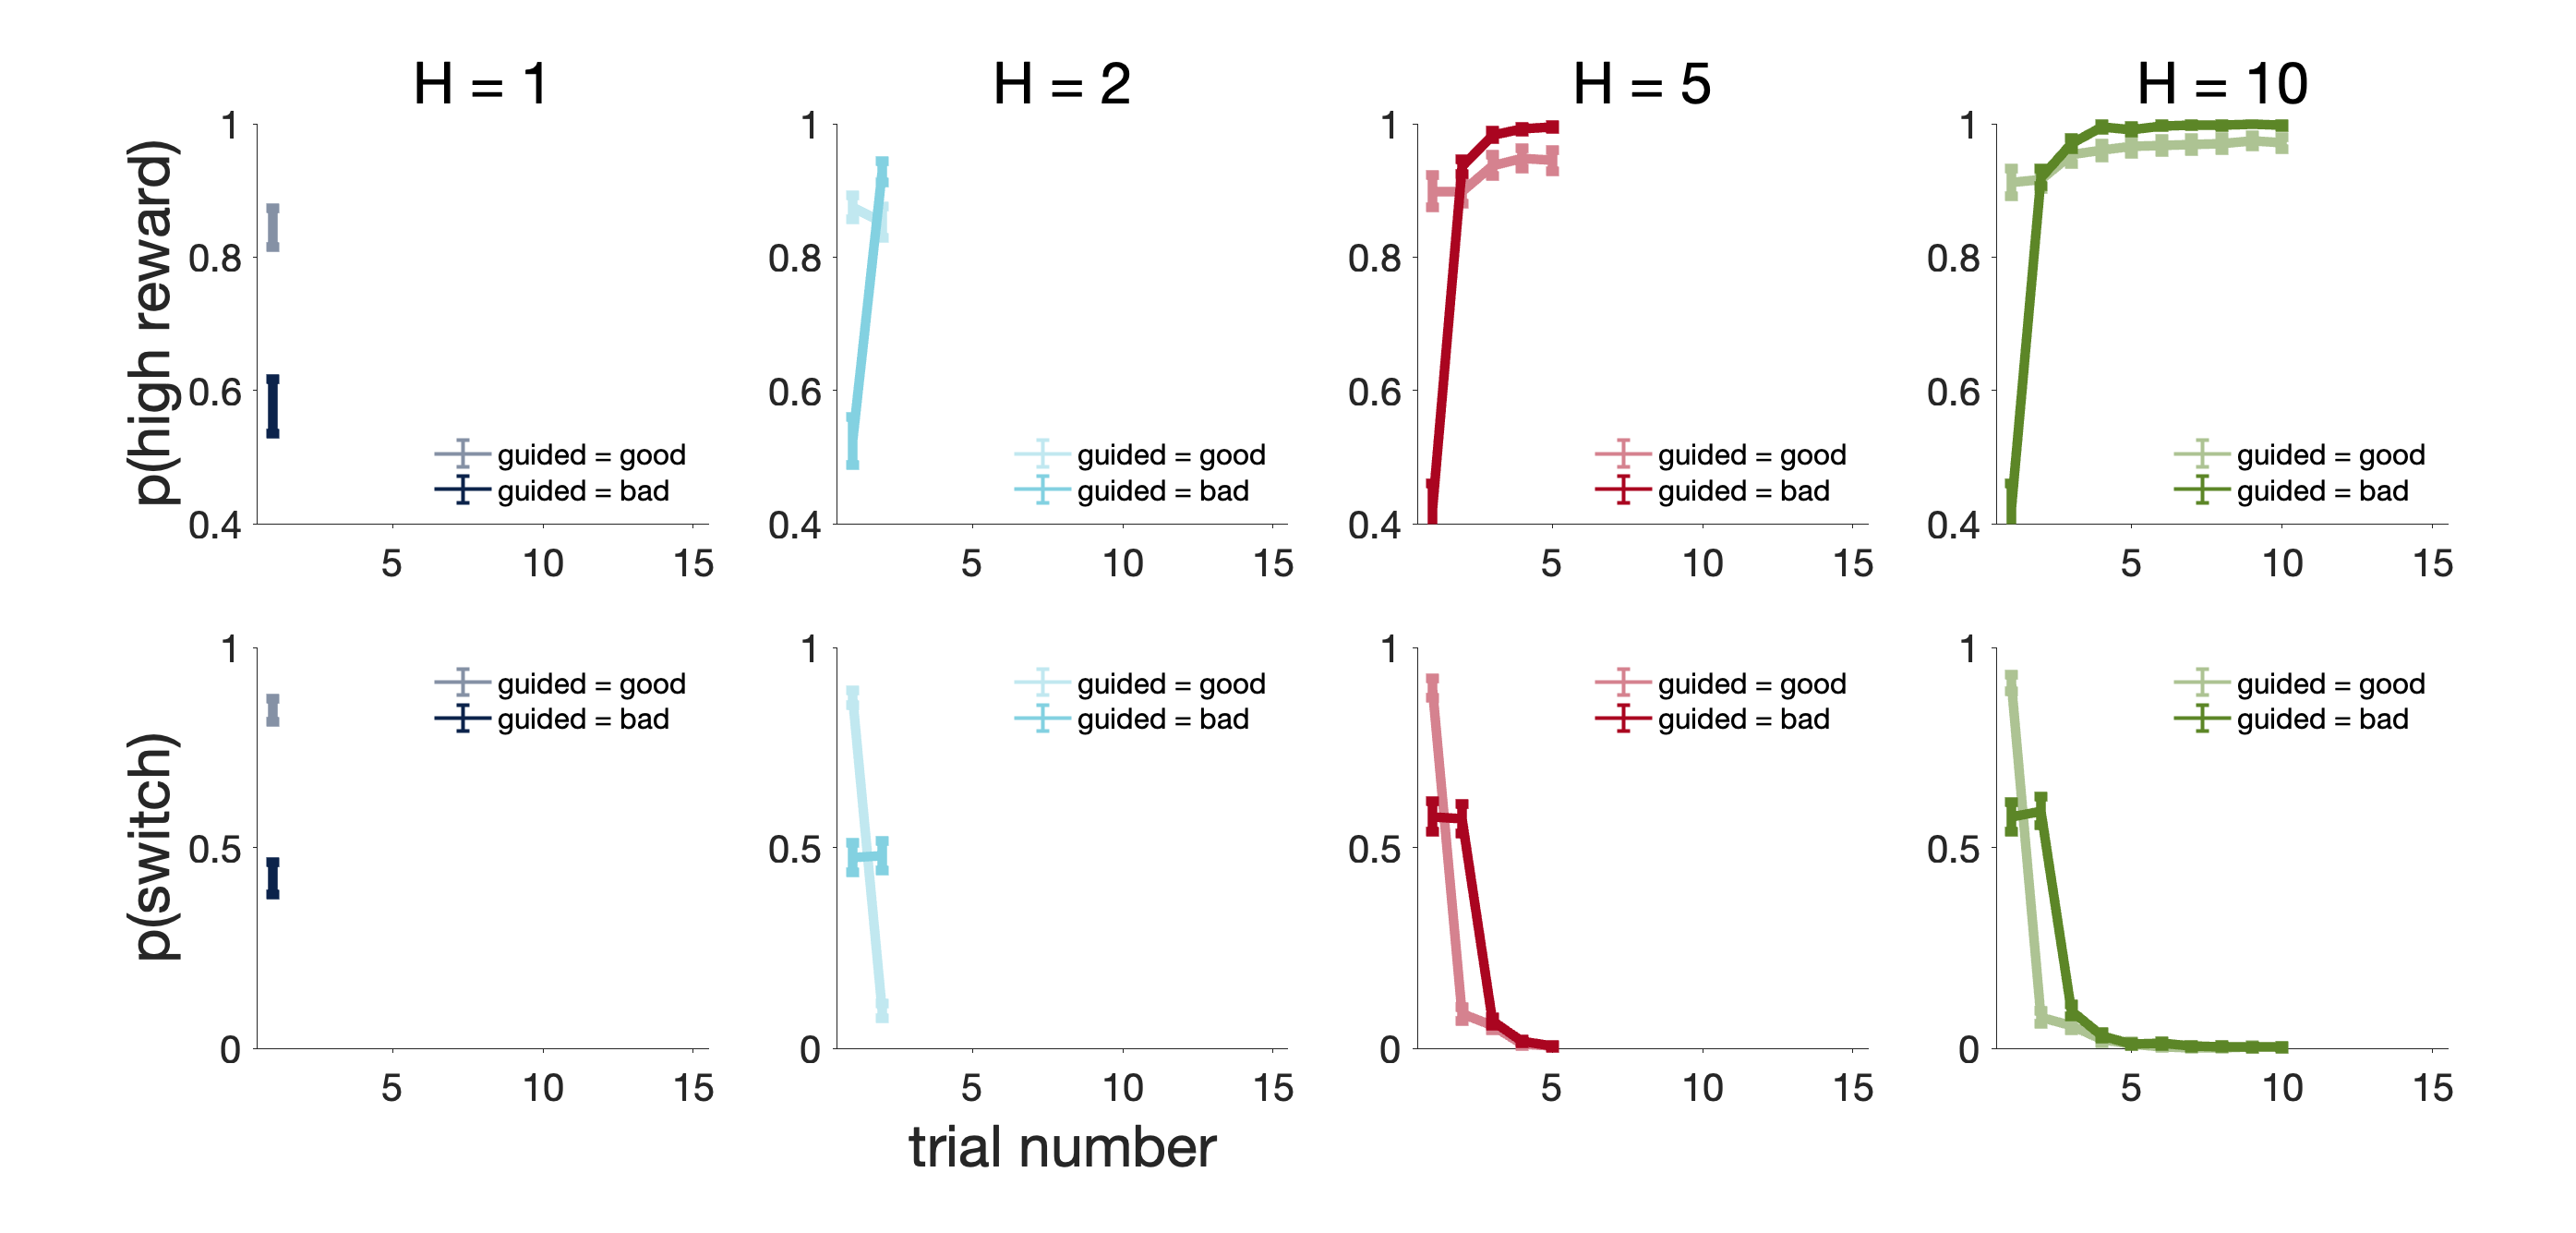 H = 1
H = 2
H = 5
H = 10
p(high reward)
1
0.8
0.6
0.4
5
10
15
guided = good
guided = bad
1
0.8
0.6
0.4
5
10
15
guided = good
guided = bad
1
0.8
0.6
0.4
5
10
15
guided = good
guided = bad
1
0.8
0.6
0.4
5
10
15
guided = good
guided = bad
p(switch)
1
0.5
0
5
10
15
guided = good
guided = bad
1
0.5
0
5
10
15
guided = good
guided = bad
1
0.5
0
5
10
15
guided = good
guided = bad
1
0.5
0
5
10
15
guided = good
guided = bad
trial number